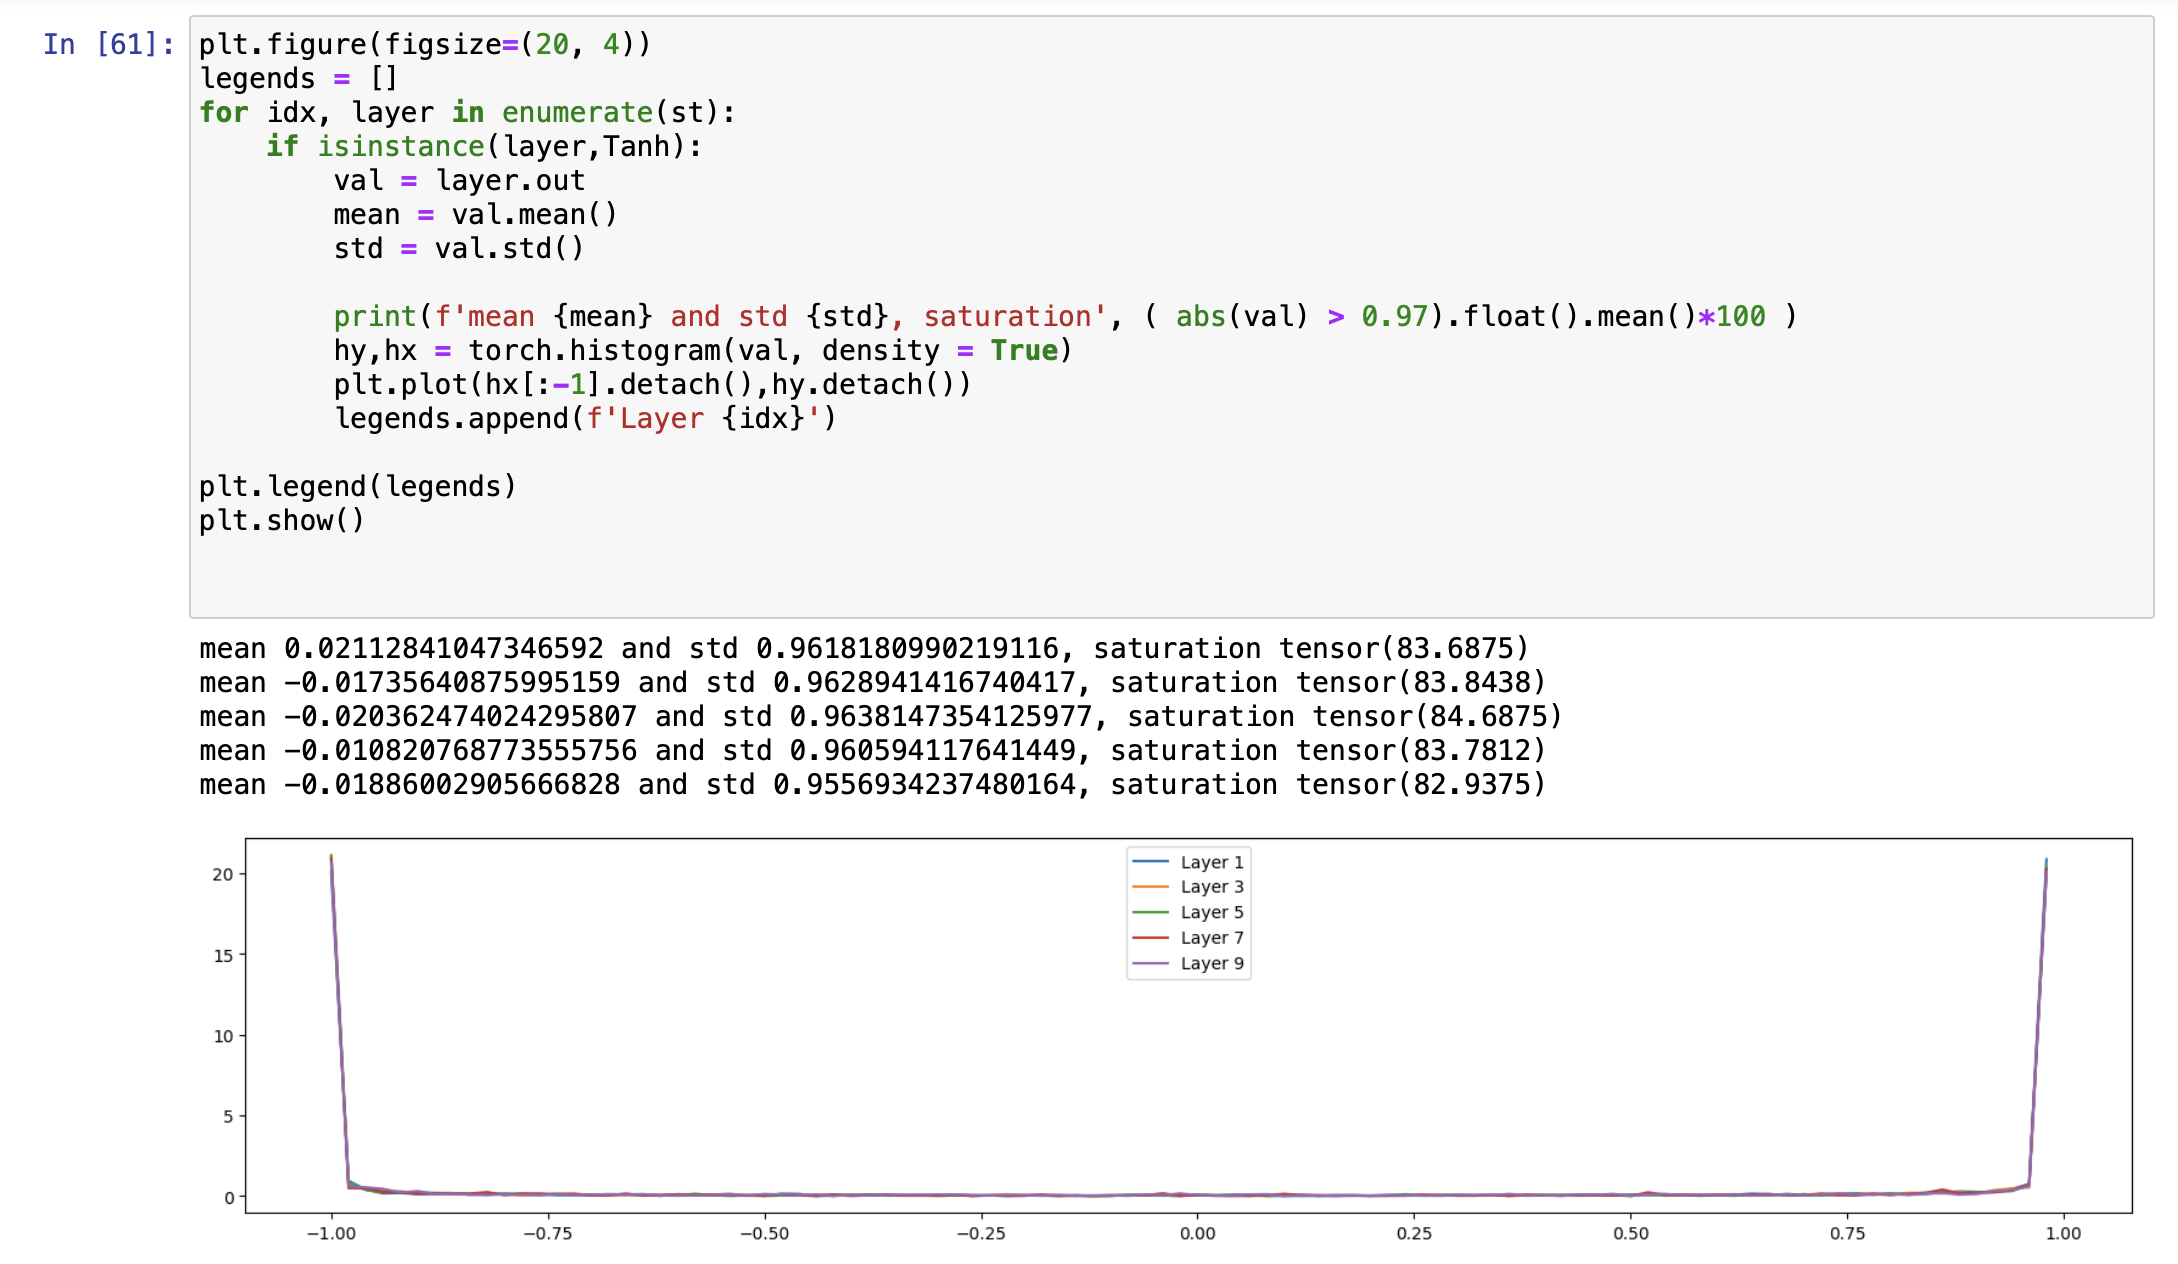 In [61]:
plt.figure(figsize=(20, 4))
legends = []
for idx, layer in enumerate(st):
    if isinstance(layer,Tanh):
        val = layer.out
        mean = val.mean()
        std = val.std()
        print(f'mean {mean} and std {std}, saturation', ( abs(val) > 0.97).float().mean()*100 )
        hy,hx = torch.histogram(val, density = True)
        plt.plot(hx[:-1].detach(),hy.detach())
        legends.append(f'Layer {idx}')
plt.legend(legends)
plt.show()
mean 0.02112841047346592 and std 0.9618180990219116, saturation tensor(83.6875)
mean -0.01735640875995159 and std 0.9628941416740417, saturation tensor(83.8438)
mean -0.020362474024295807 and std 0.9638147354125977, saturation tensor(84.6875)
mean -0.010820768773555756 and std 0.960594117641449, saturation tensor(83.7812)
mean -0.01886002905666828 and std 0.9556934237480164, saturation tensor(82.9375)
Layer 1
Layer 3
Layer 5
Layer 7
Layer 9
20
15
10
5
0
−1.00 −0.75 −0.50 −0.25 0.00 0.25 0.50 0.75 1.00